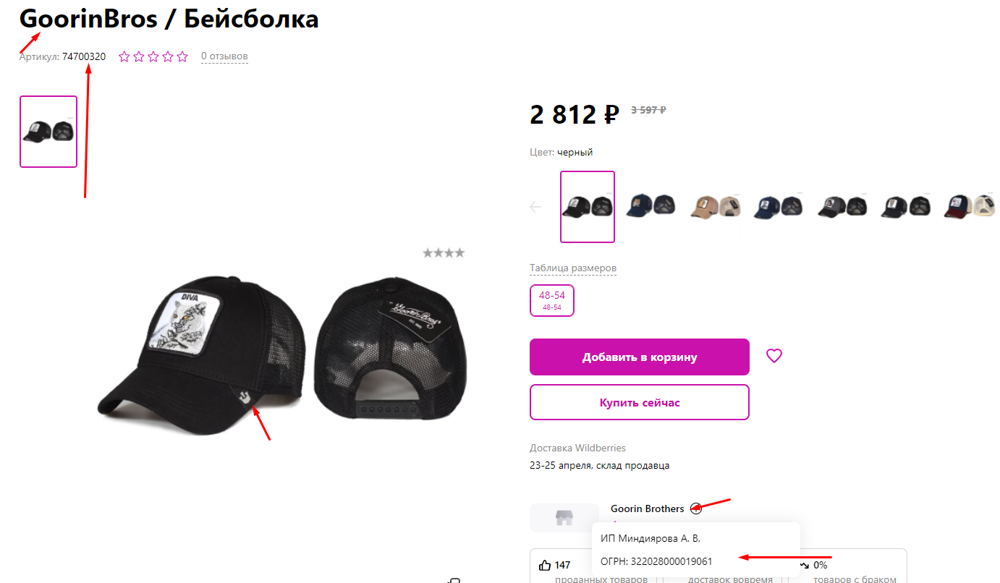 GoorinBros / Бейсболка
Артикул: 74700320
0 отзывов
2 812 ₽ 3 597 ₽
Цвет: черный
Таблица размеров
48-54
48-54
DIVA
Goorin Bros
Добавить в корзину
Купить сейчас
Доставка Wildberries
23-25 апреля, склад продавца
Goorin Brothers
ИП Миндиярова А. В.
ОГРН: 322028000019061
147
0%
проданных товаров
доставок вовремя
товаров с браком